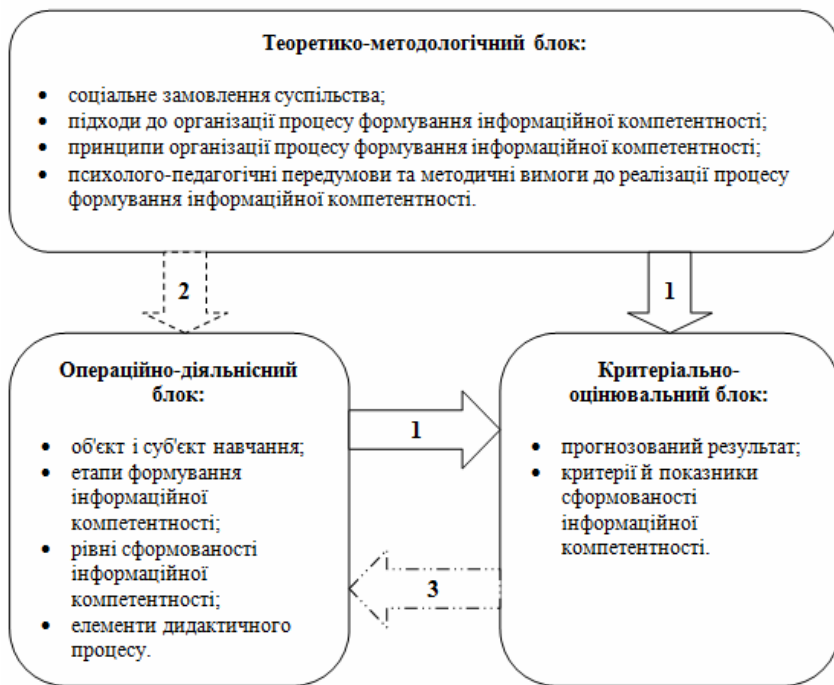 Теоретико-методологічний блок:
• соціальне замовлення суспільства;
• підходи до організації процесу формування інформаційної компетентності;
• принципи організації процесу формування інформаційної компетентності;
• психолого-педагогічні передумови та методичні вимоги до реалізації процесу
формування інформаційної компетентності.
2
1
Операційно-діяльнісний
блок:
• об'єкт і суб'єкт навчання;
• етапи формування
інформаційної
компетентності;
• рівні сформованості
інформаційної
компетентності;
• елементи дидактичного
процесу.
1
3
Критеріально-
оцінювальний блок:
• прогнозований результат;
• критерії й показники
сформованості
інформаційної
компетентності.